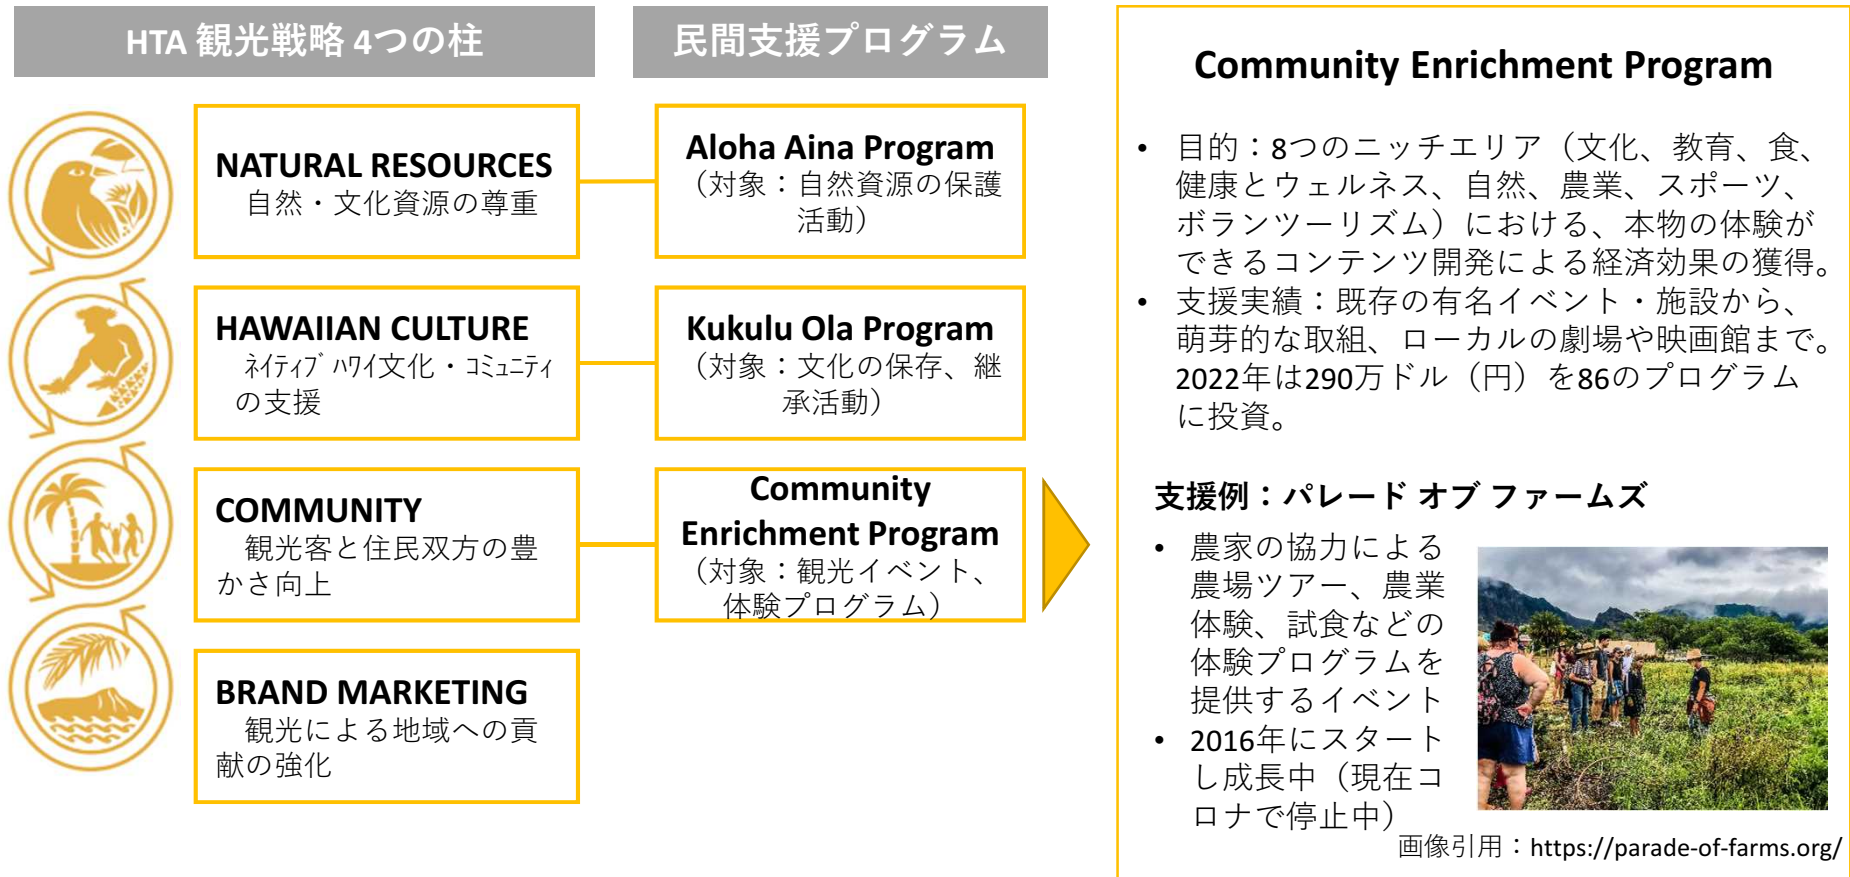 HTA 観光戦略 4つの柱
民間支援プログラム
NATURAL RESOURCES
自然・文化資源の尊重
Aloha Aina Program
（対象：自然資源の保護
活動）
HAWAIIAN CULTURE
ﾈｲﾃｨﾌﾞ ﾊﾜｲ文化・ｺﾐｭﾆﾃｨ
の支援
Kukulu Ola Program
（対象：文化の保存、継
承活動）
COMMUNITY
観光客と住民双方の豊
かさ向上
Community
Enrichment Program
（対象：観光イベント、
体験プログラム）
BRAND MARKETING
観光による地域への貢
献の強化
Community Enrichment Program
• 目的：8つのニッチエリア（文化、教育、食、
健康とウェルネス、自然、農業、スポーツ、
ボランツーリズム）における、本物の体験が
できるコンテンツ開発による経済効果の獲得。
• 支援実績：既存の有名イベント・施設から、
萌芽的な取組、ローカルの劇場や映画館まで。
2022年は290万ドル（円）を86のプログラム
に投資。
支援例：パレード オブ ファームズ
• 農家の協力による
農場ツアー、農業
体験、試食などの
体験プログラムを
提供するイベント
• 2016年にスタート
し成長中（現在コ
ロナで停止中）
画像引用：https://parade-of-farms.org/